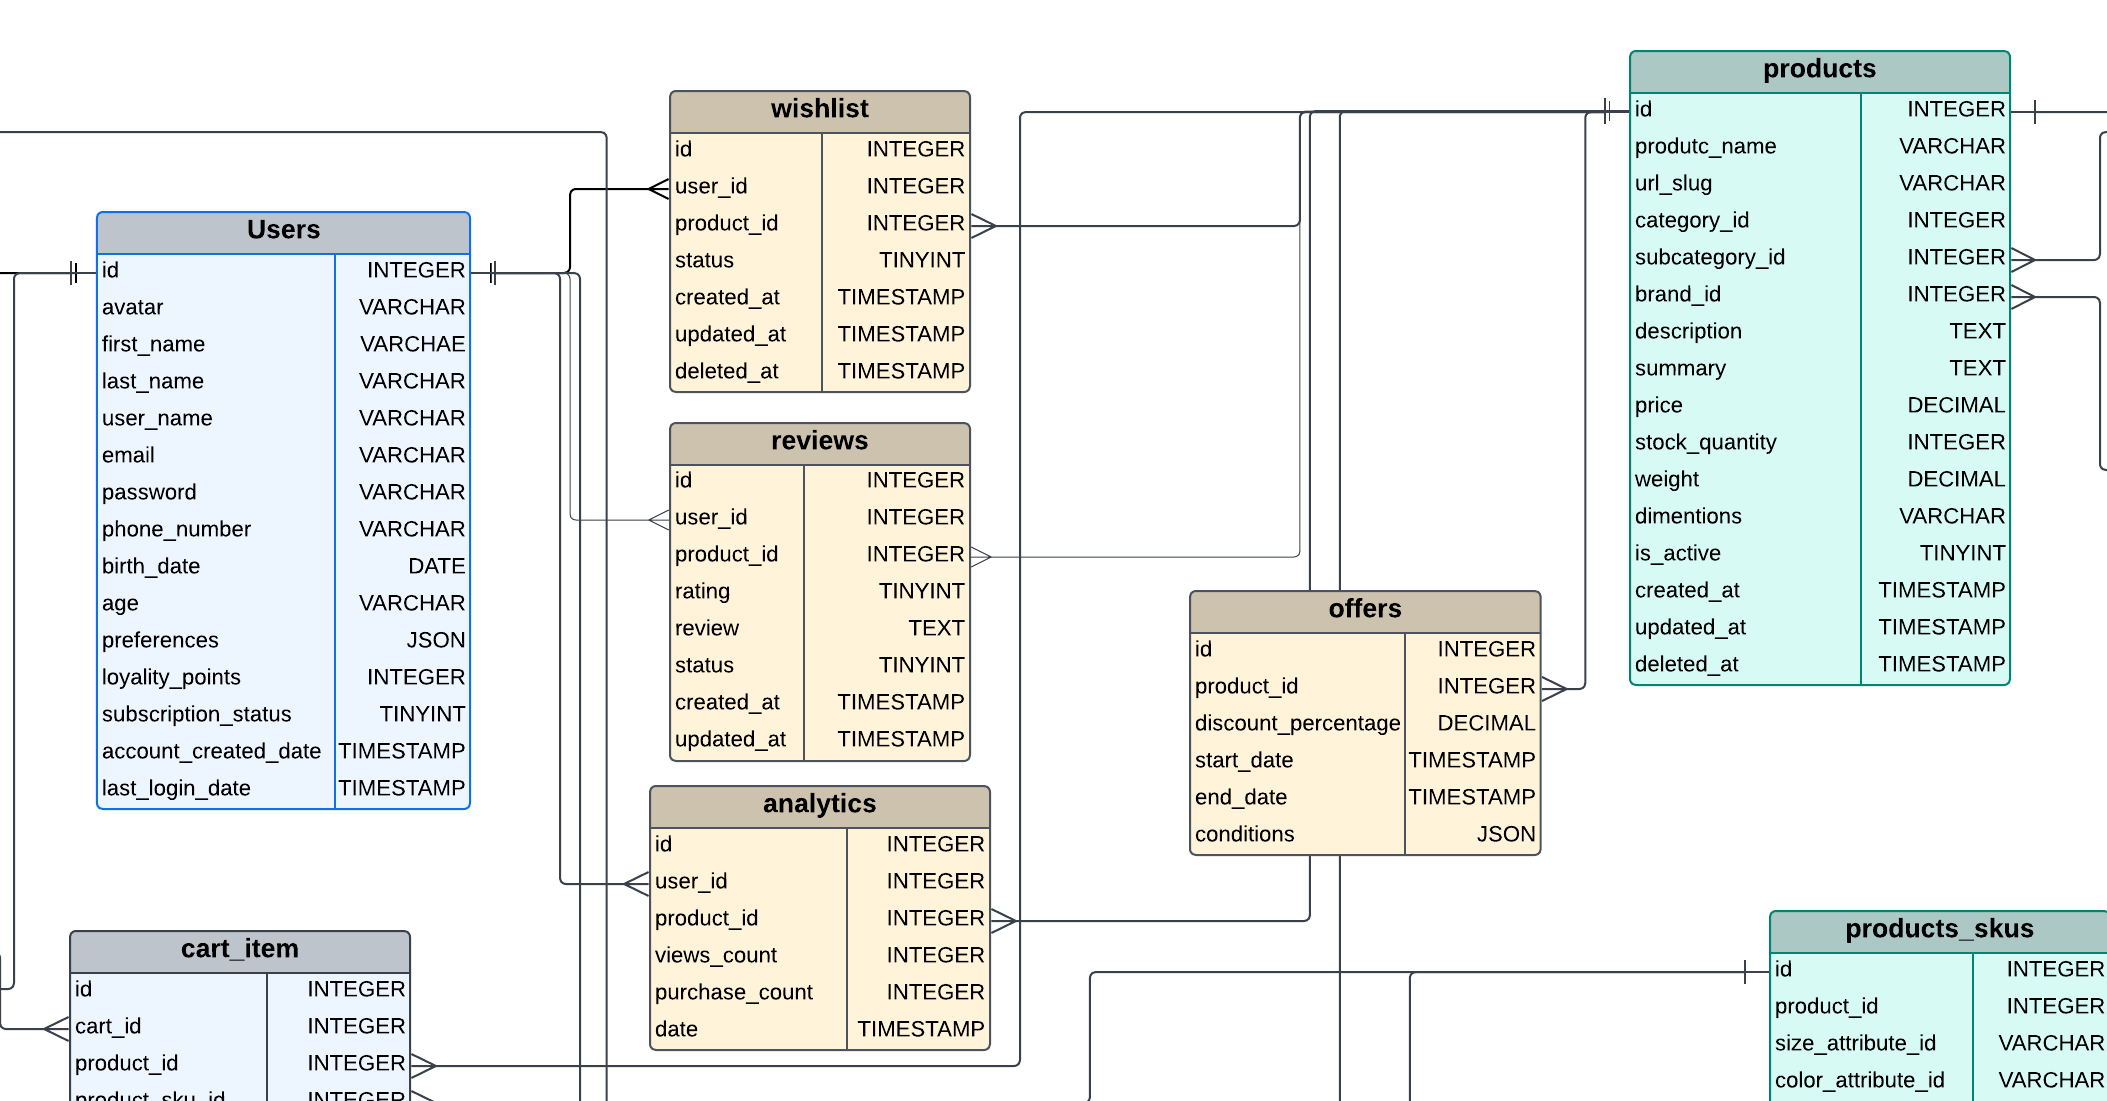 products
id INTEGER
produtc_name VARCHAR
url_slug VARCHAR
category_id INTEGER
subcategory_id INTEGER
brand_id INTEGER
description TEXT
summary TEXT
price DECIMAL
stock_quantity INTEGER
weight DECIMAL
dimentions VARCHAR
is_active TINYINT
created_at TIMESTAMP
updated_at TIMESTAMP
deleted_at TIMESTAMP
wishlist
id INTEGER
user_id INTEGER
product_id INTEGER
status TINYINT
created_at TIMESTAMP
updated_at TIMESTAMP
deleted_at TIMESTAMP
Users
id INTEGER
avatar VARCHAR
first_name VARCHAE
last_name VARCHAR
user_name VARCHAR
email VARCHAR
password VARCHAR
phone_number VARCHAR
birth_date DATE
age VARCHAR
preferences JSON
loyality_points INTEGER
subscription_status TINYINT
account_created_date TIMESTAMP
last_login_date TIMESTAMP
reviews
id INTEGER
user_id INTEGER
product_id INTEGER
rating TINYINT
review TEXT
status TINYINT
created_at TIMESTAMP
updated_at TIMESTAMP
offers
id INTEGER
product_id INTEGER
discount_percentage DECIMAL
start_date TIMESTAMP
end_date TIMESTAMP
conditions JSON
analytics
id INTEGER
user_id INTEGER
product_id INTEGER
views_count INTEGER
purchase_count INTEGER
date TIMESTAMP
cart_item
id INTEGER
cart_id INTEGER
product_id INTEGER
product_sku_id INTEGER
products_skus
id INTEGER
product_id INTEGER
size_attribute_id VARCHAR
color_attribute_id VARCHAR